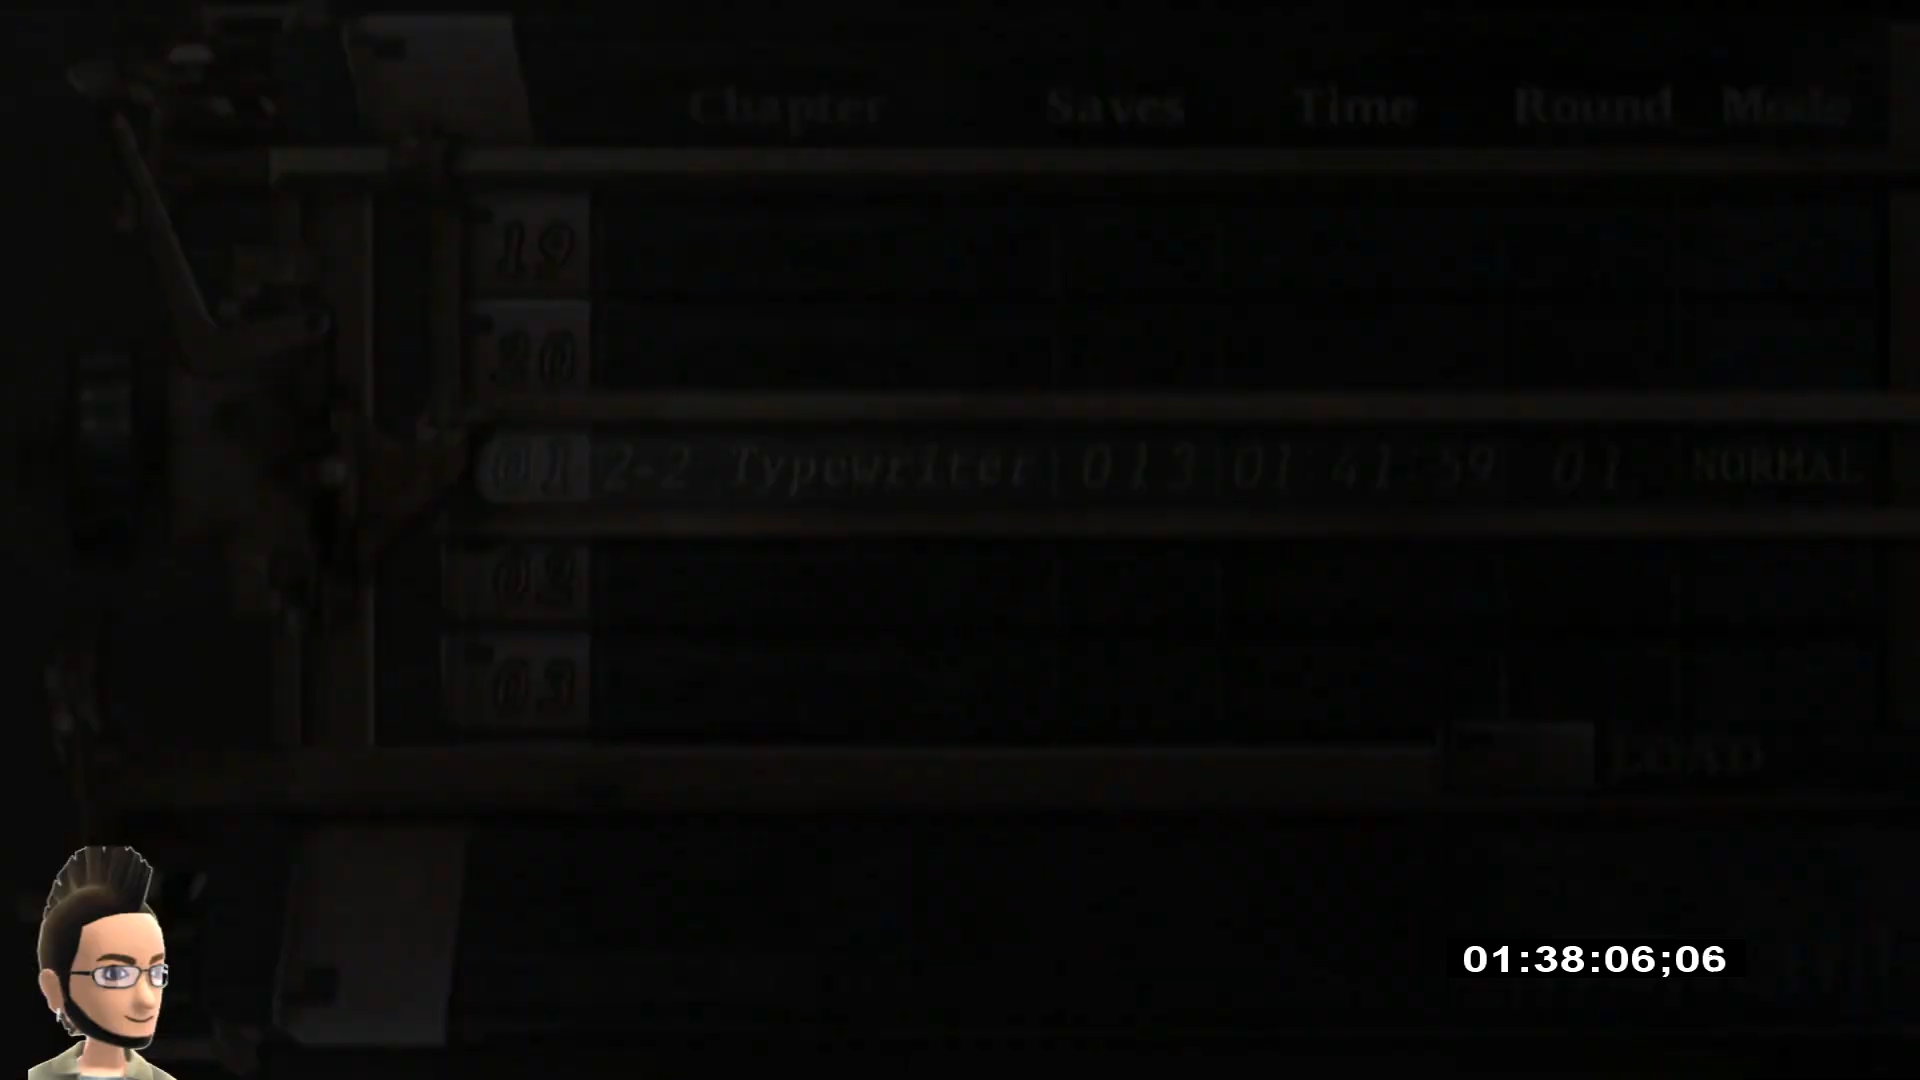 Chapter Saves Time Round Mode
19
20
01 2-2 Typewriter 013 01:41:59 01 NORMAL
02
03
LOAD
01:38:06;06